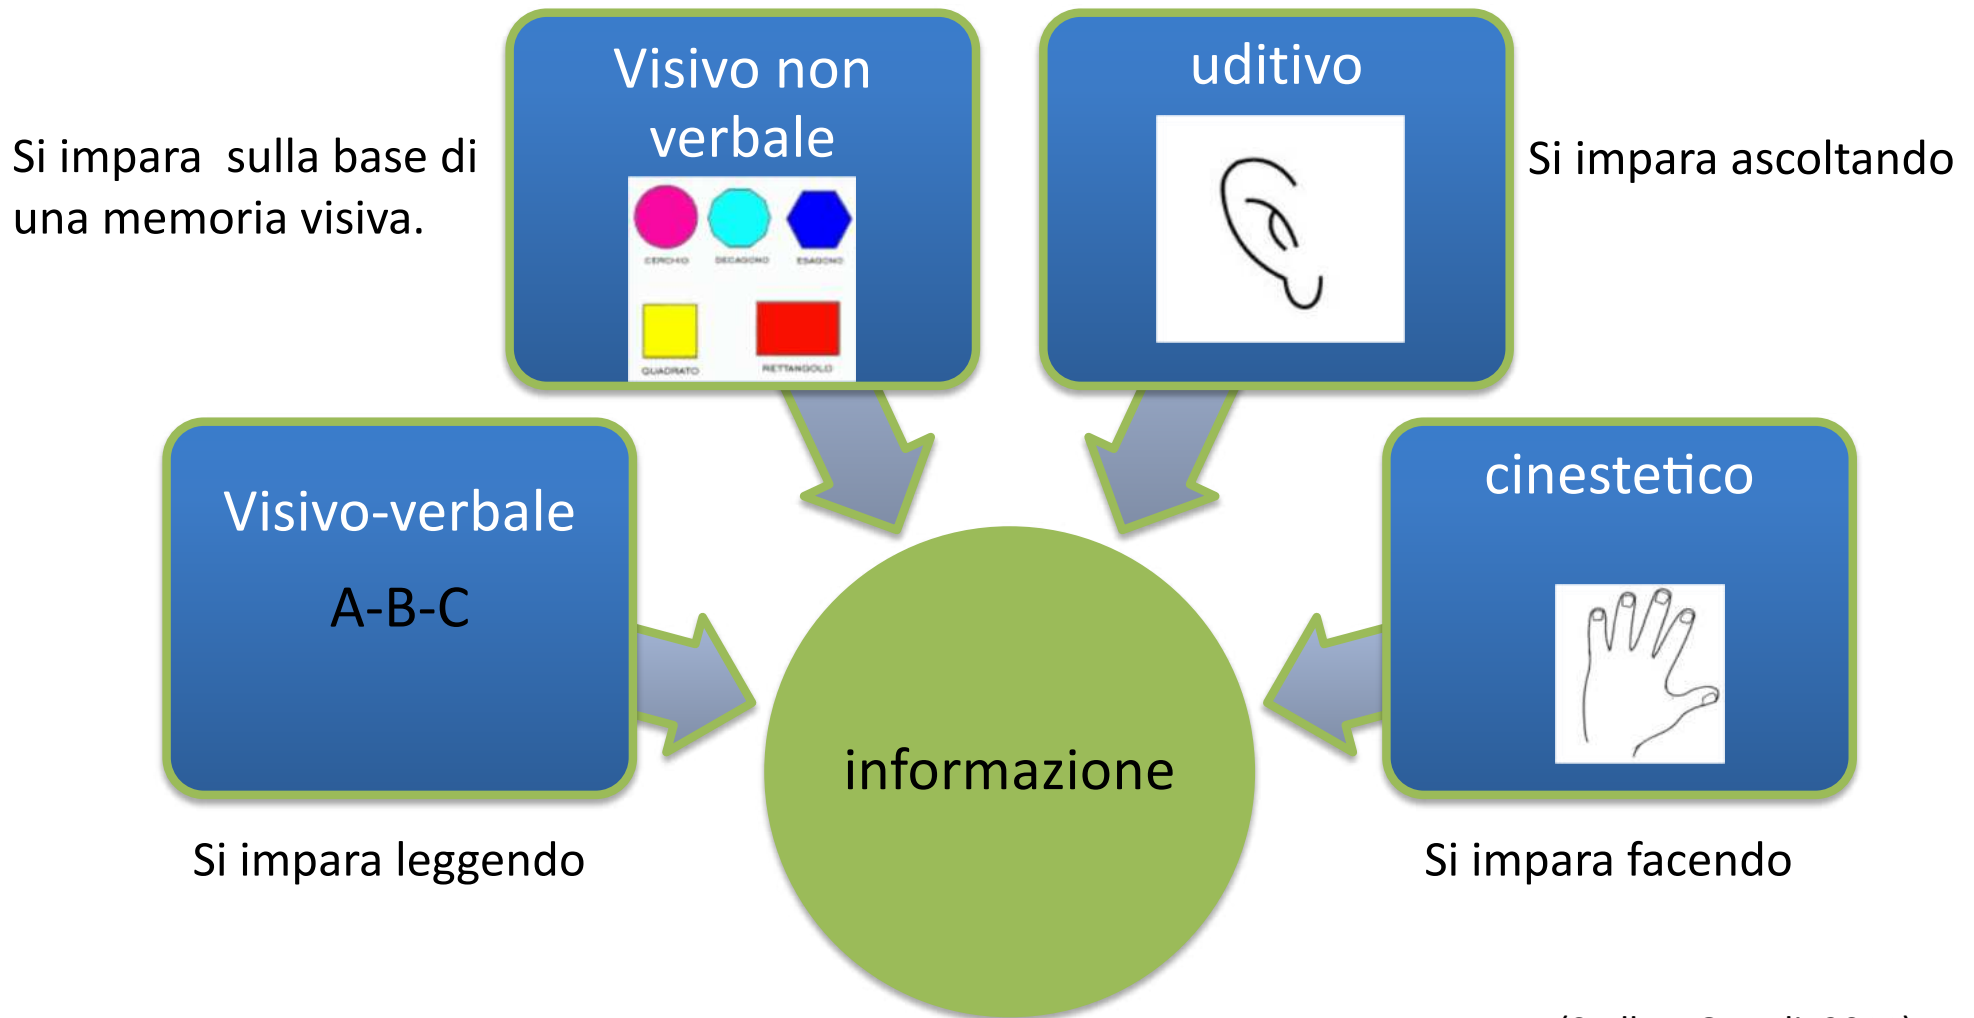 Visivo non
verbale
CERCHIO DECAGONO ESAGONO
QUADRATO RETTANGOLO
uditivo
Si impara sulla base di
una memoria visiva.
Si impara ascoltando
Visivo-verbale
A-B-C
cinestetico
informazione
Si impara leggendo
Si impara facendo